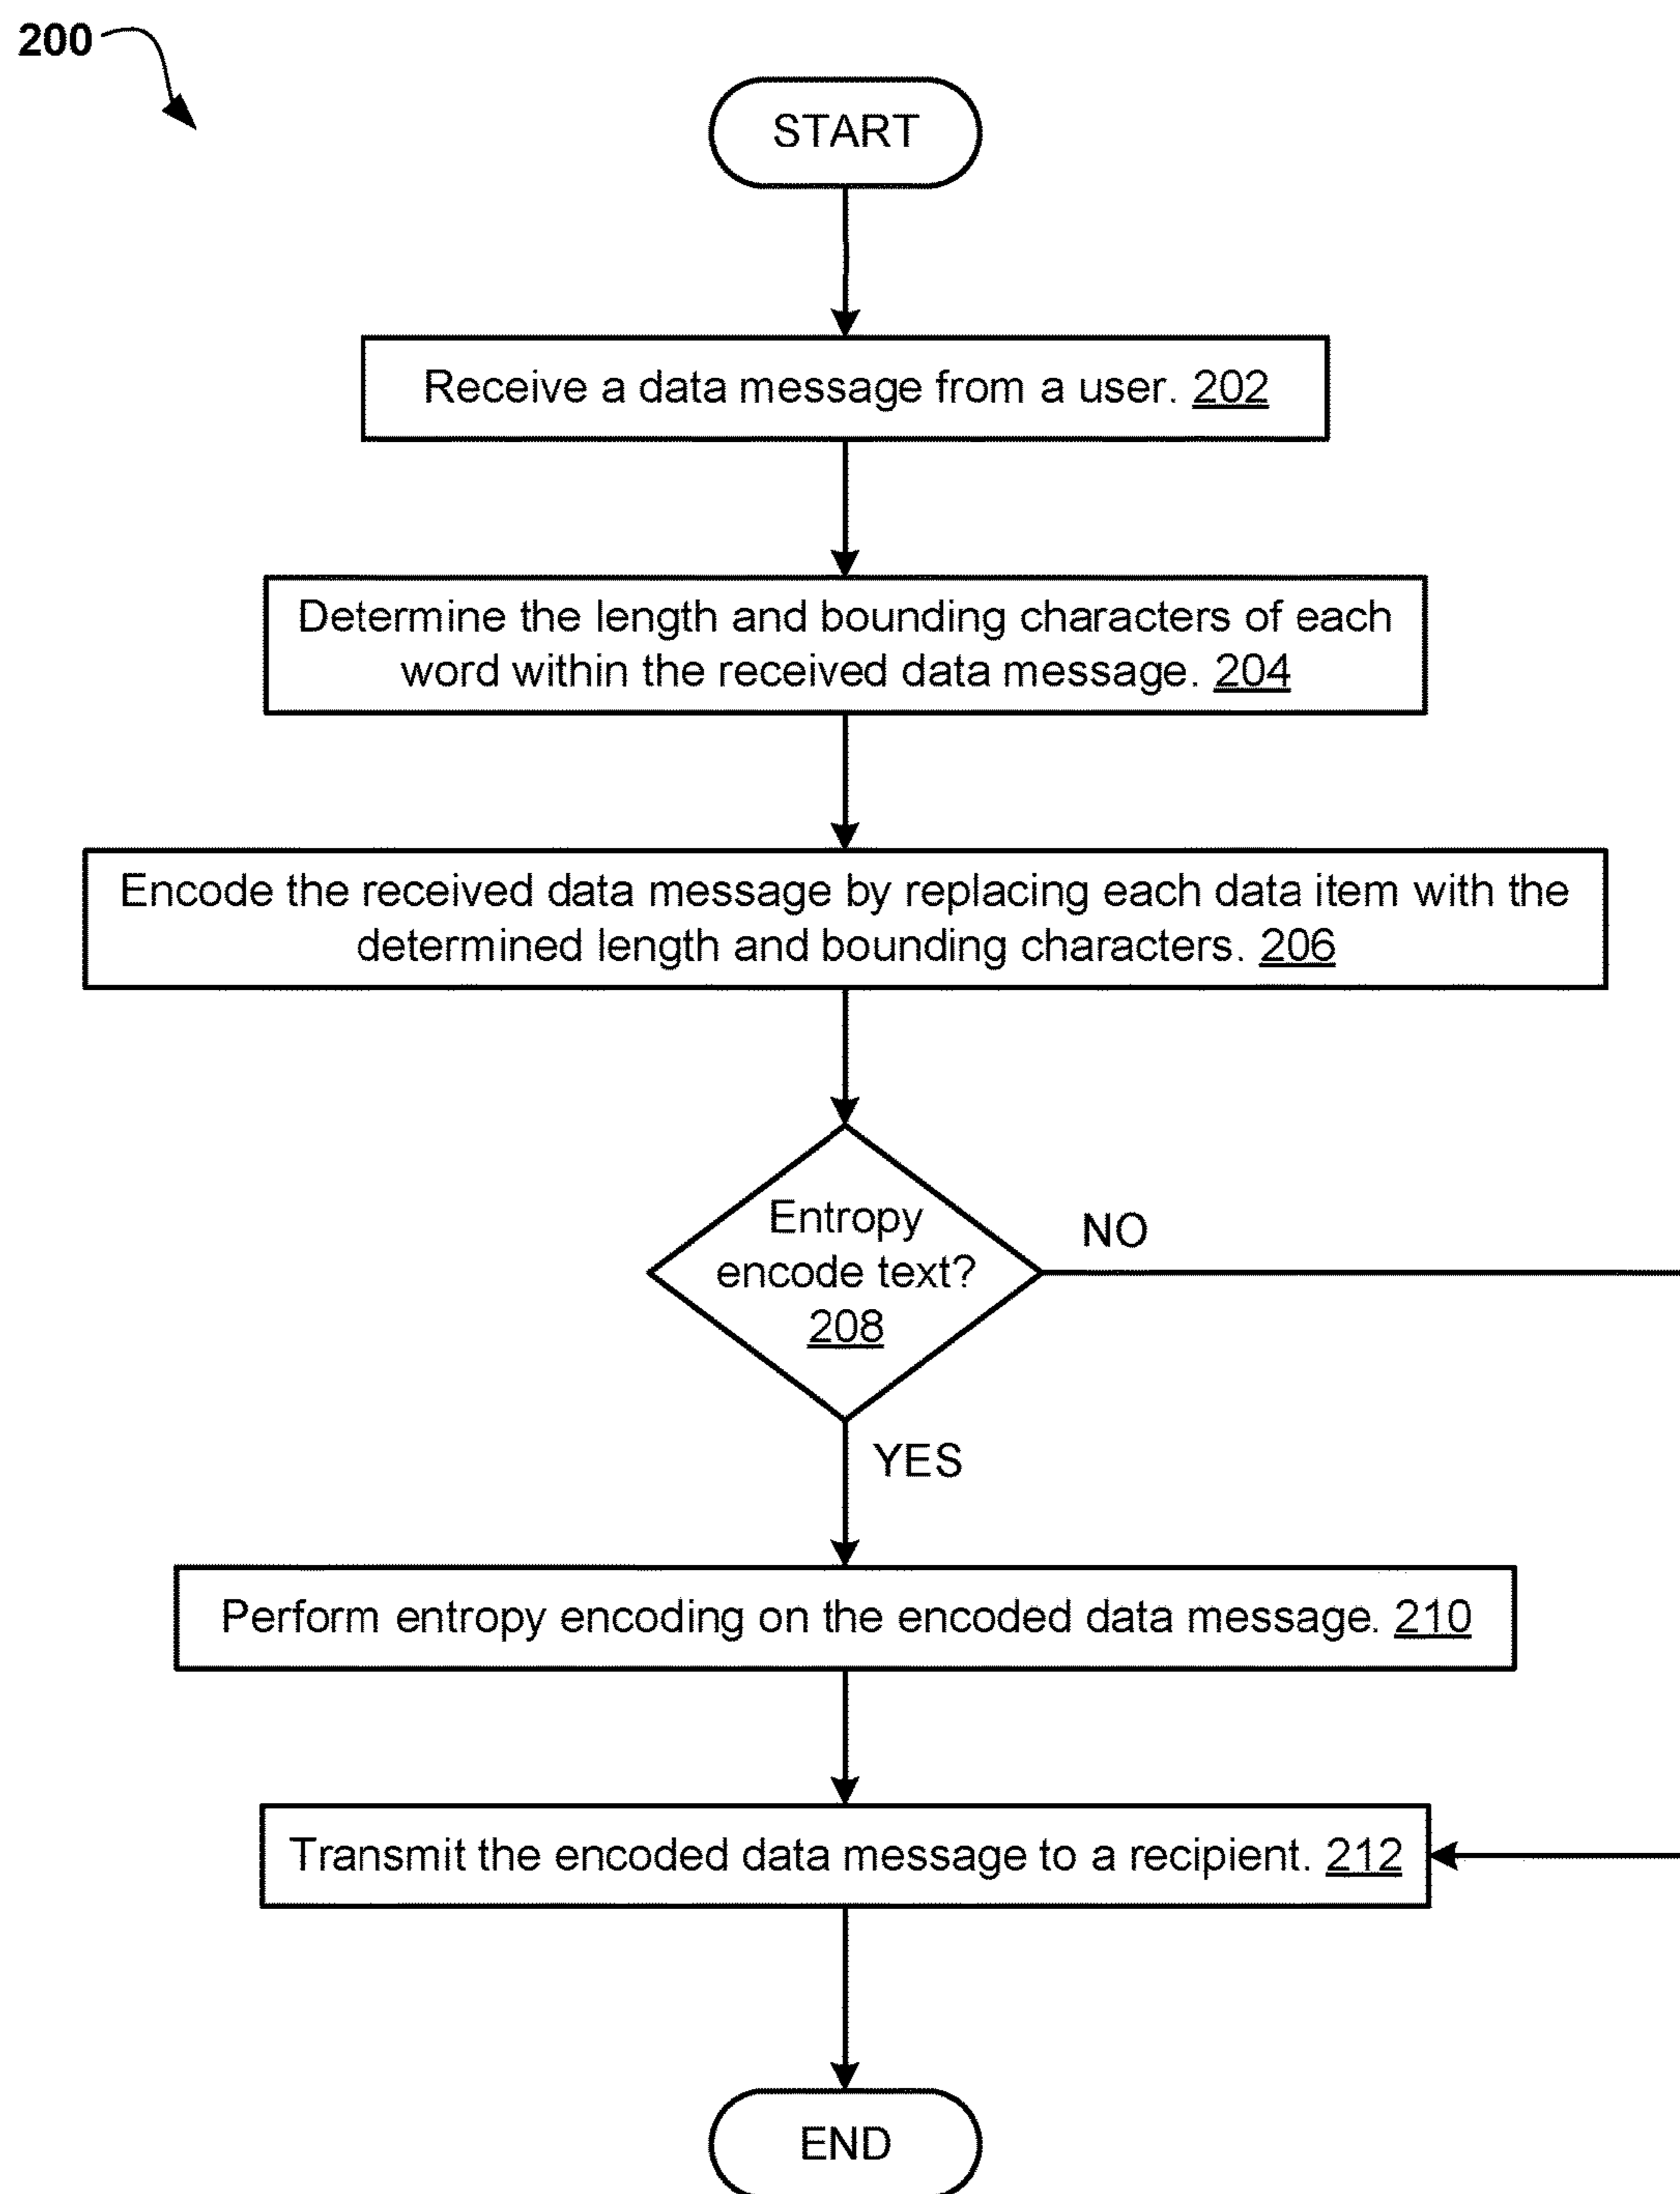 200
START
Receive a data message from a user. 202
Determine the length and bounding characters of each
word within the received data message. 204
Encode the received data message by replacing each data item with the
determined length and bounding characters. 206
Entropy
encode text?
208
NO
YES
Perform entropy encoding on the encoded data message. 210
Transmit the encoded data message to a recipient. 212
END